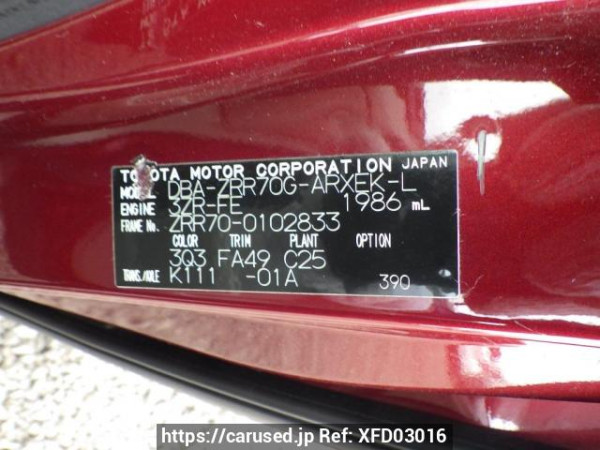 TOYOTA MOTOR CORPORATION JAPAN
MODEL DBA-ZRR70G-ARXEK-L
ENGINE 3ZR-FE 1986 mL
FRAME No. ZRR70-0102833
COLOR TRIM PLANT OPTION
3Q3 FA49 C25
TRANS./AXLE K111 -01A 390
https://carused.jp Ref: XFD03016